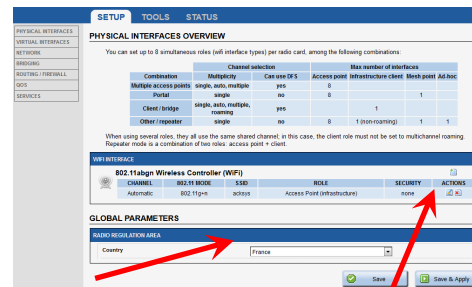 SETUP TOOLS STATUS
PHYSICAL INTERFACES
VIRTUAL INTERFACES
NETWORK
BRIDGING
ROUTING / FIREWALL
QOS
SERVICES
PHYSICAL INTERFACES OVERVIEW
You can set up to 8 simultaneous roles (wifi interface types) per radio card, among the following combinations:
Channel selection Max number of interfaces
Combination Multiplicity Can use DFS Access point Infrastructure client Mesh point Ad-hoc
Multiple access points single, auto, multiple yes 8
Portal single no 8 1
Client / bridge single, auto, multiple, roaming yes 1
Other / repeater single no 8 1 (non-roaming) 1 1
When using several roles, they all use the same shared channel; in this case, the client role must not be set to multichannel roaming.
Repeater mode is a combination of two roles: access point + client.
WIFI INTERFACE
802.11abgn Wireless Controller (WiFi)
CHANNEL 802.11 MODE SSID ROLE SECURITY ACTIONS
Automatic 802.11g+n acksys Access Point (infrastructure) none
GLOBAL PARAMETERS
RADIO REGULATION AREA
Country France
Save Save & Apply